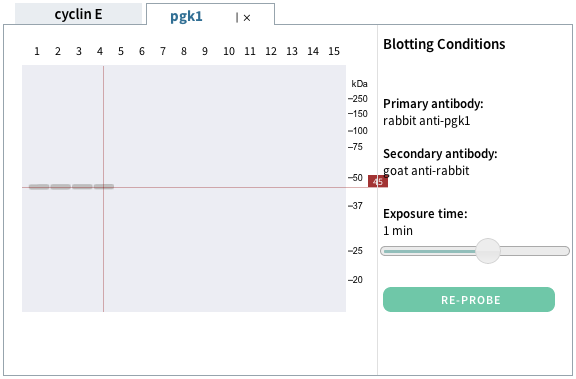 cyclin E
pgk1 | ×
1 2 3 4 5 6 7 8 9 10 11 12 13 14 15
kDa
–250
–150
–100
–75
–50
45
–37
–25
–20
Blotting Conditions
Primary antibody:
rabbit anti-pgk1
Secondary antibody:
goat anti-rabbit
Exposure time:
1 min
RE-PROBE